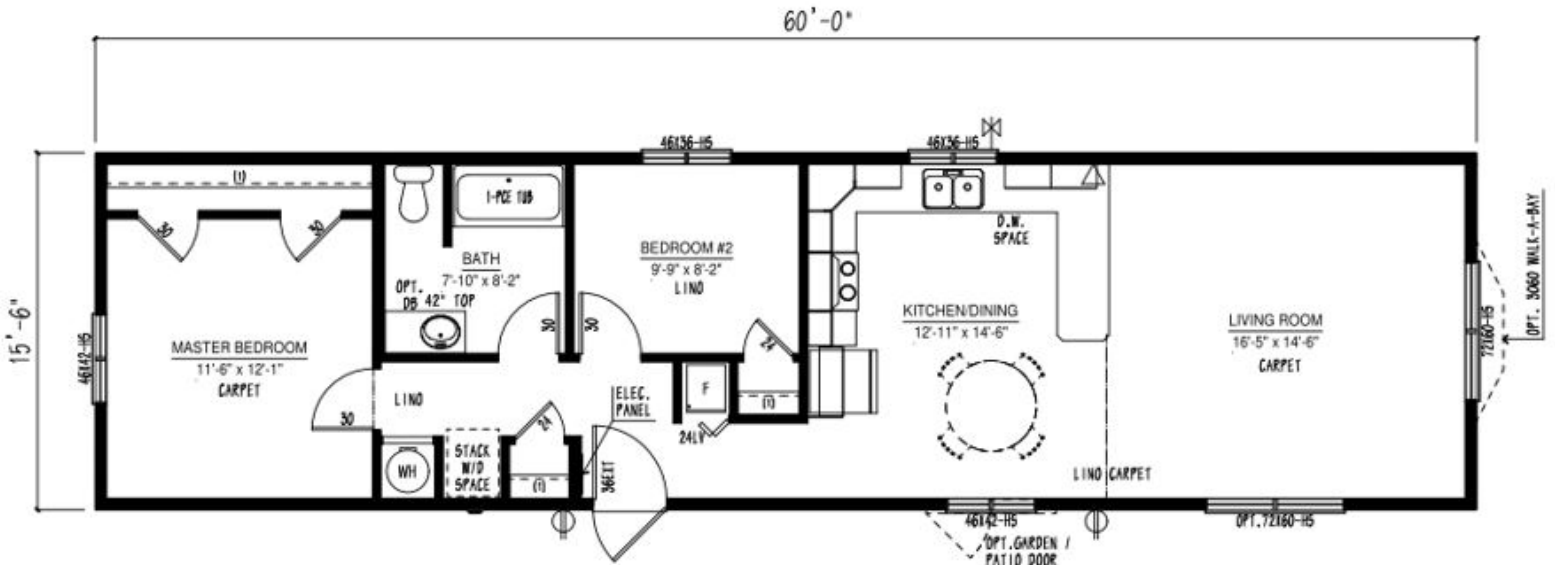 60'-0"
15'-6"
46X36-H5
46X36-H5
(1)
30
30
1-PCE TUB
BATH
7'-10" x 8'-2"
OPT.
DB 42" TOP
30
BEDROOM #2
9'-9" x 8'-2"
LINO
30
24
(1)
D.W.
SPACE
KITCHEN/DINING
12'-11" x 14'-6"
LIVING ROOM
16'-5" x 14'-6"
CARPET
72X60-H5
OPT. 3060 WALK-A-BAY
46X42-H5
MASTER BEDROOM
11'-6" x 12'-1"
CARPET
30
LINO
WH
STACK
W/D
SPACE
24
(1)
ELEC.
PANEL
F
24LV
36EXT
LINO CARPET
46X42-H5
OPT.GARDEN /
PATIO DOOR
OPT.72X60-H5